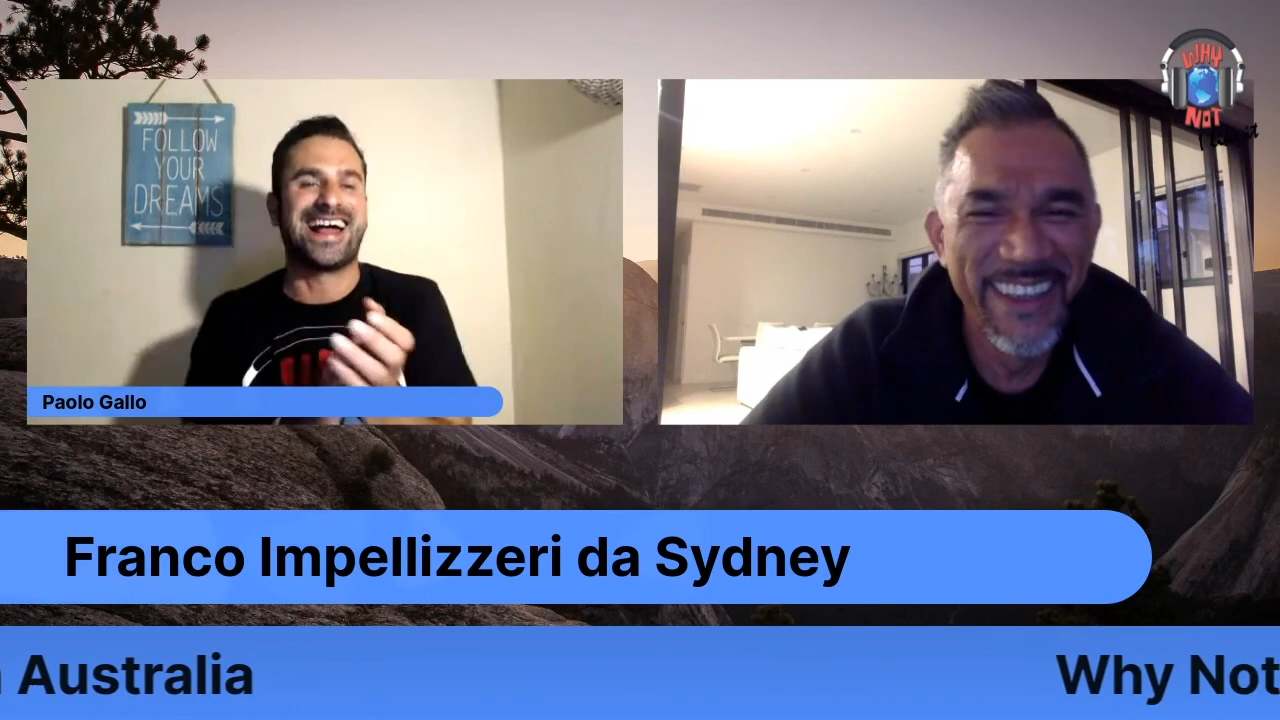 WHY
NOT
FOLLOW
YOUR
DREAMS
Paolo Gallo
Franco Impellizzeri da Sydney
Australia
Why Not